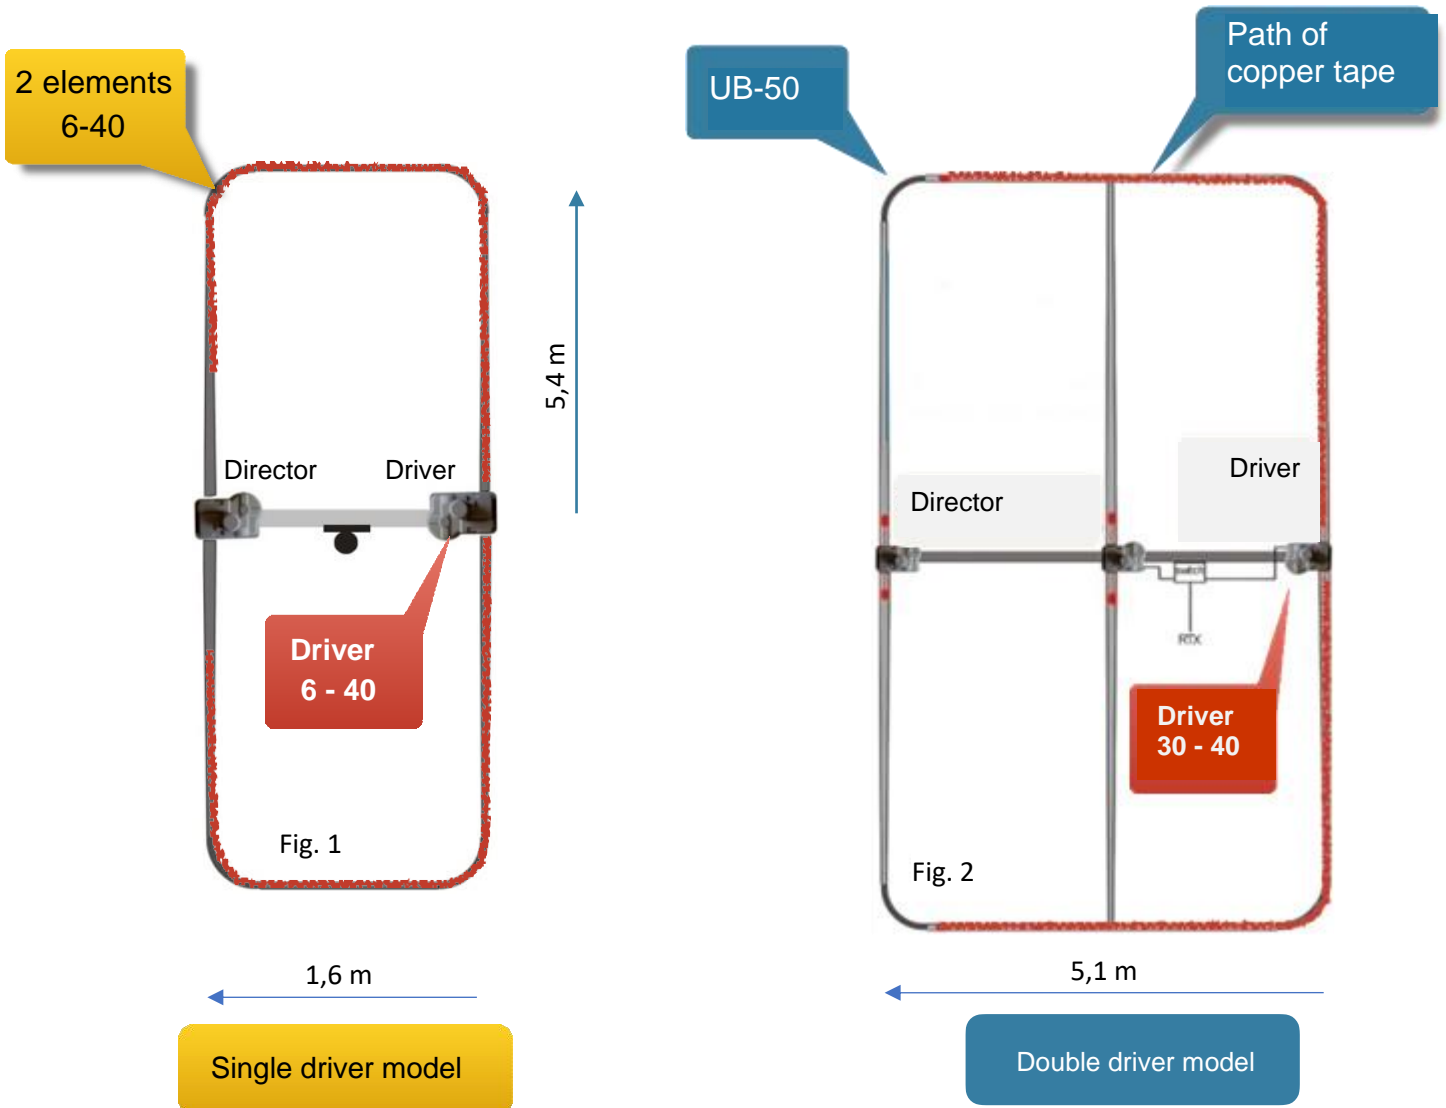 2 elements
6-40
UB-50
Path of
copper tape
5,4 m
Director
Driver
Driver
6 - 40
Fig. 1
1,6 m
Single driver model
Director
Driver
switch
RTX
Driver
30 - 40
Fig. 2
5,1 m
Double driver model